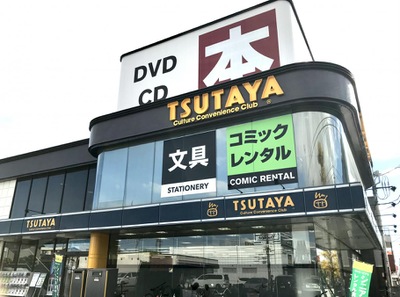 本
DVD
CD
TSUTAYA
Culture Convenience Club
文具
STATIONERY
コミック
レンタル
COMIC RENTAL
TSUTAYA
TSUTAYA
Culture Convenience Club